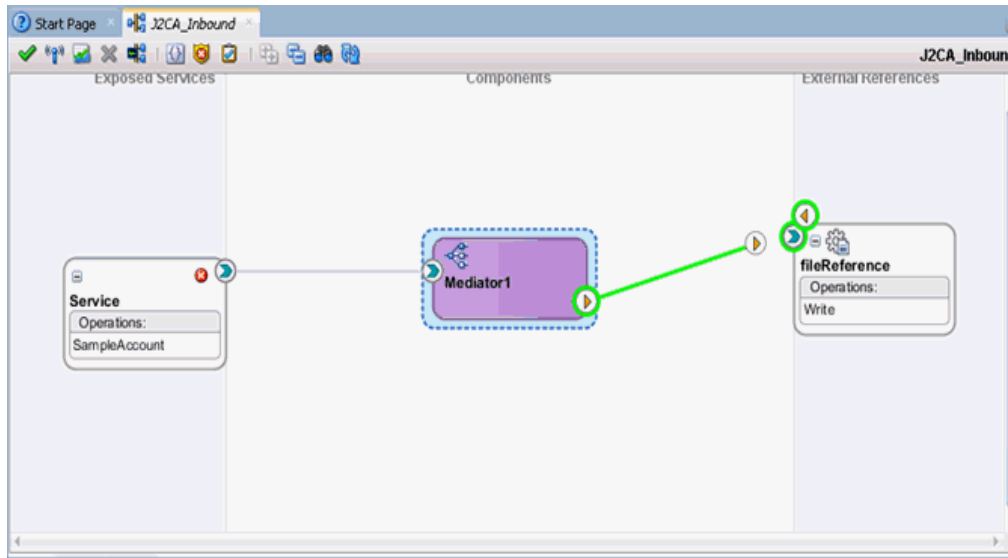 Start Page
J2CA_Inbound
J2CA_Inboun
Exposed Services
Components
External References
Service
Operations:
SampleAccount
Mediator1
fileReference
Operations:
Write